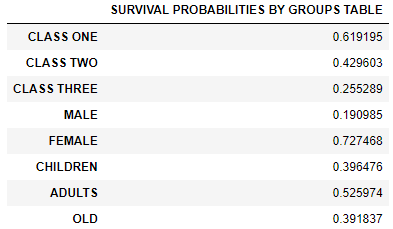 SURVIVAL PROBABILITIES BY GROUPS TABLE
CLASS ONE 0.619195
CLASS TWO 0.429603
CLASS THREE 0.255289
MALE 0.190985
FEMALE 0.727468
CHILDREN 0.396476
ADULTS 0.525974
OLD 0.391837